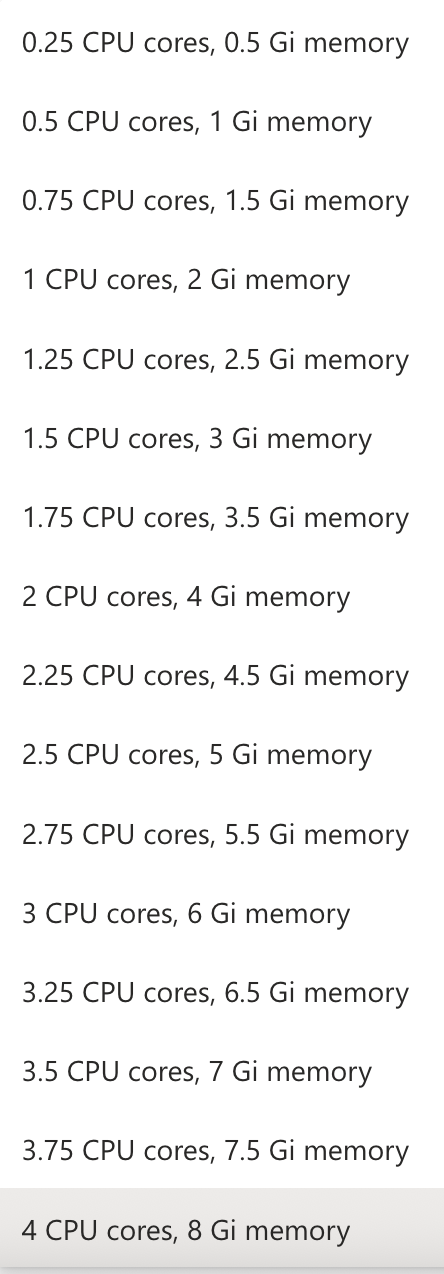 0.25 CPU cores, 0.5 Gi memory
0.5 CPU cores, 1 Gi memory
0.75 CPU cores, 1.5 Gi memory
1 CPU cores, 2 Gi memory
1.25 CPU cores, 2.5 Gi memory
1.5 CPU cores, 3 Gi memory
1.75 CPU cores, 3.5 Gi memory
2 CPU cores, 4 Gi memory
2.25 CPU cores, 4.5 Gi memory
2.5 CPU cores, 5 Gi memory
2.75 CPU cores, 5.5 Gi memory
3 CPU cores, 6 Gi memory
3.25 CPU cores, 6.5 Gi memory
3.5 CPU cores, 7 Gi memory
3.75 CPU cores, 7.5 Gi memory
4 CPU cores, 8 Gi memory